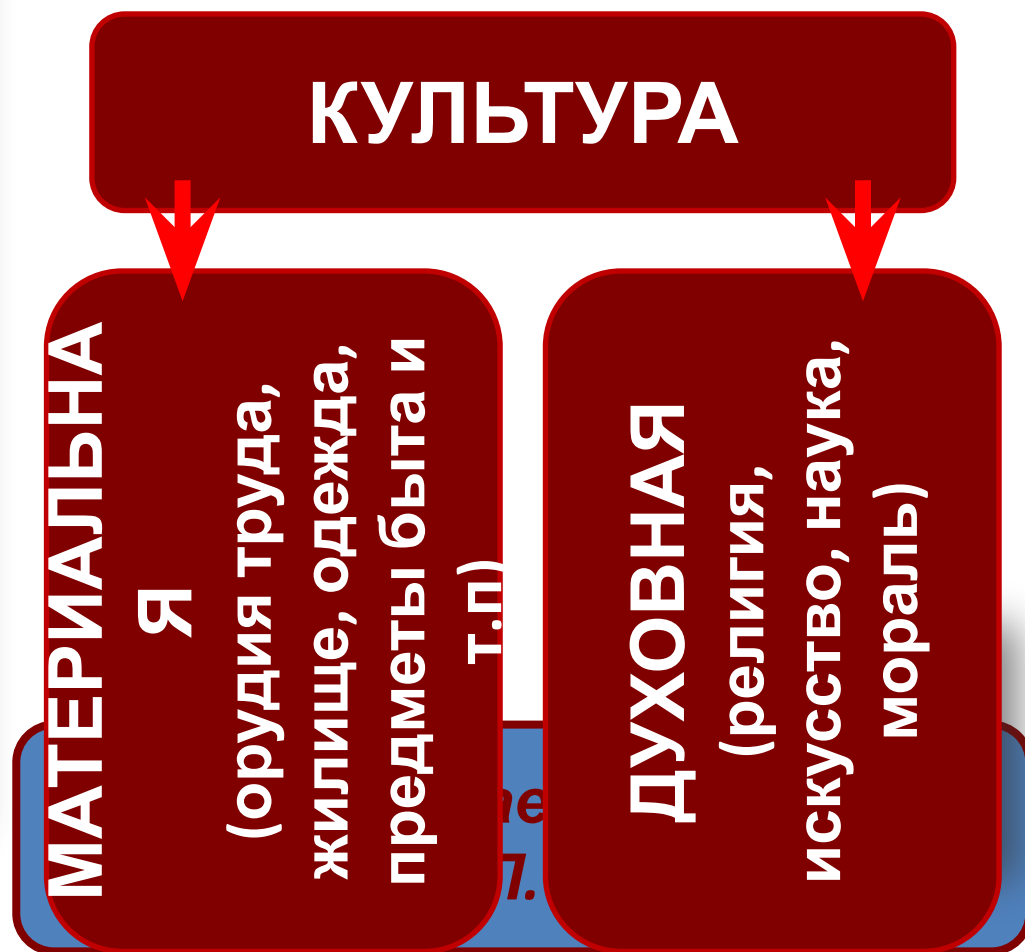 КУЛЬТУРА
МАТЕРИАЛЬНА
Я
(орудия труда,
жилище, одежда,
предметы быта и
т.п)
ДУХОВНАЯ
(религия,
искусство, наука,
мораль)